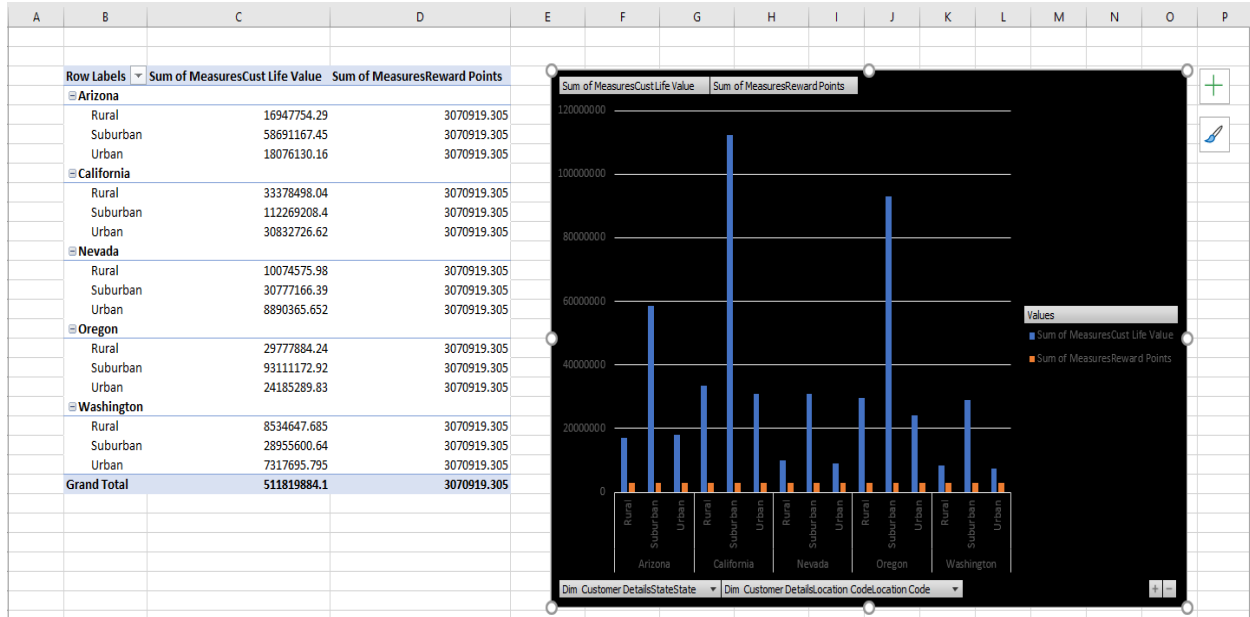 A B C D E F G H I J K L M N O P
Row Labels Sum of MeasuresCust Life Value Sum of MeasuresReward Points
Arizona
Rural 16947754.29 3070919.305
Suburban 58691167.45 3070919.305
Urban 18076130.16 3070919.305
California
Rural 33378498.04 3070919.305
Suburban 112269208.4 3070919.305
Urban 30832726.62 3070919.305
Nevada
Rural 10074575.98 3070919.305
Suburban 30777166.39 3070919.305
Urban 8890365.652 3070919.305
Oregon
Rural 29777884.24 3070919.305
Suburban 93111172.92 3070919.305
Urban 24185289.83 3070919.305
Washington
Rural 8534647.685 3070919.305
Suburban 28955600.64 3070919.305
Urban 7317695.795 3070919.305
Grand Total 511819884.1 3070919.305
Sum of MeasuresCust Life Value Sum of MeasuresReward Points
120000000
100000000
80000000
60000000
40000000
20000000
0
Rural Suburban Urban Rural Suburban Urban Rural Suburban Urban Rural Suburban Urban Rural Suburban Urban
Arizona California Nevada Oregon Washington
Values
Sum of MeasuresCust Life Value
Sum of MeasuresReward Points
Dim Customer DetailsStateState Dim Customer DetailsLocation CodeLocation Code